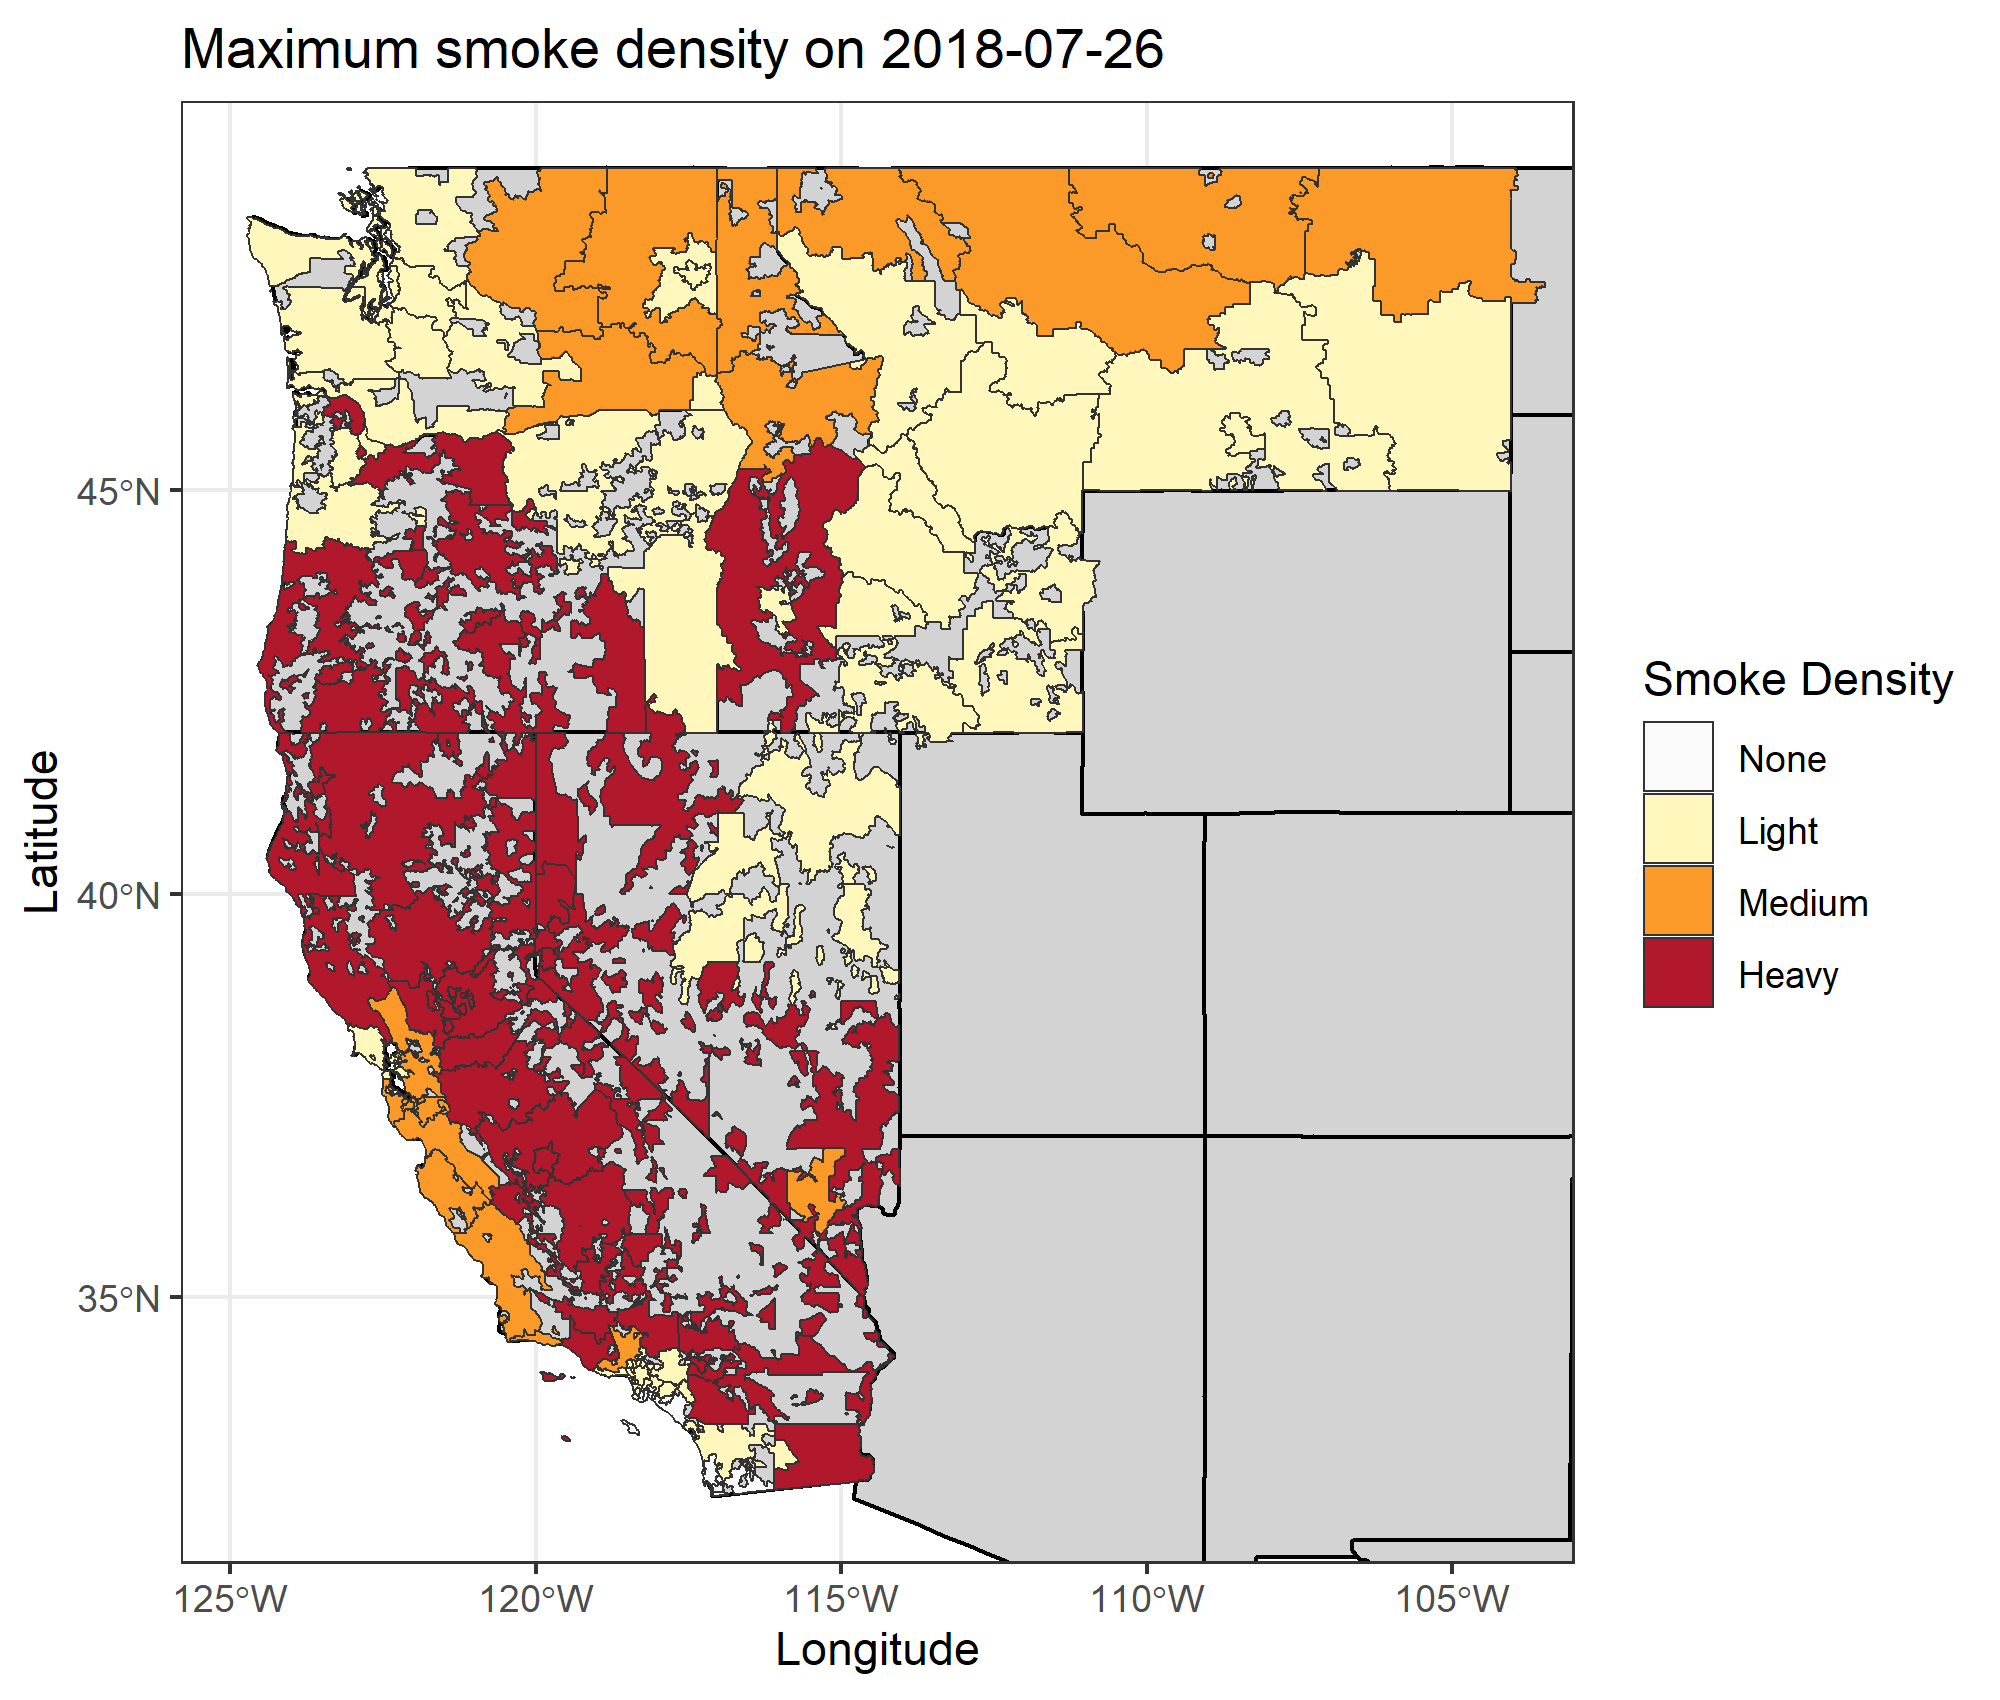 Maximum smoke density on 2018-07-26
45°N
40°N
35°N
Latitude
125°W
120°W
115°W
110°W
105°W
Longitude
Smoke Density
None
Light
Medium
Heavy